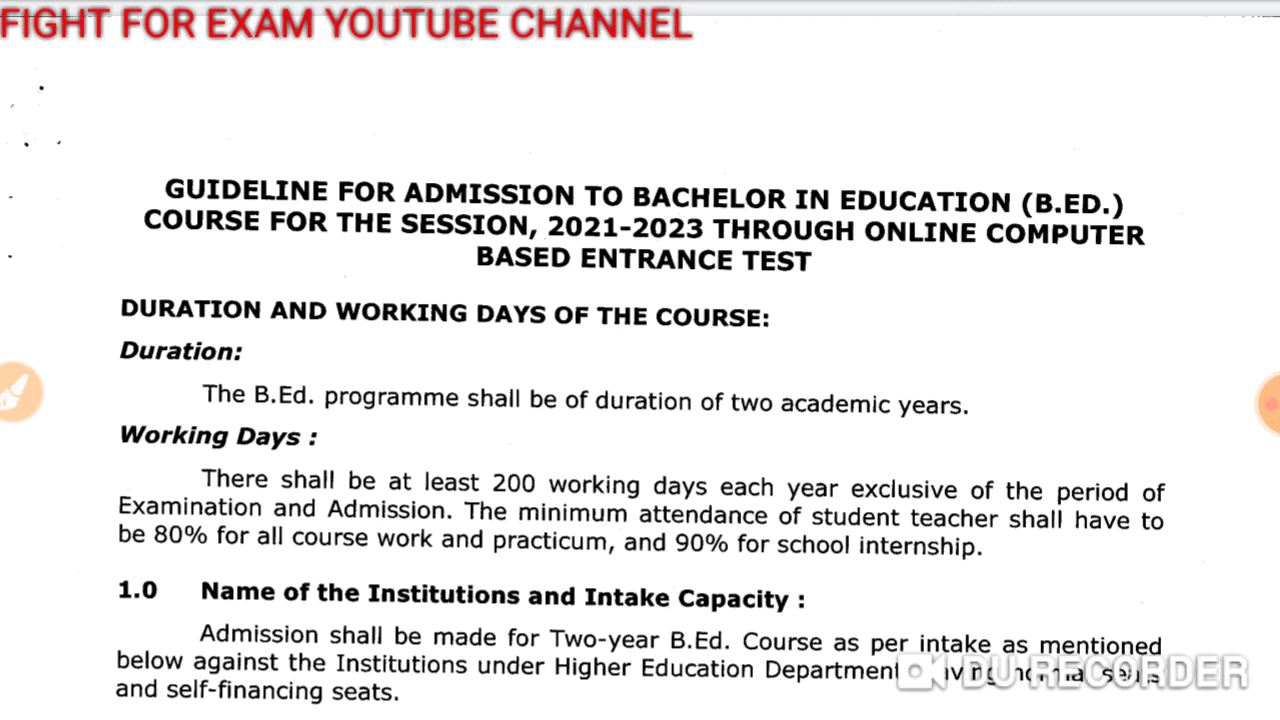 FIGHT FOR EXAM YOUTUBE CHANNEL
GUIDELINE FOR ADMISSION TO BACHELOR IN EDUCATION (B.ED.)
COURSE FOR THE SESSION, 2021-2023 THROUGH ONLINE COMPUTER
BASED ENTRANCE TEST
DURATION AND WORKING DAYS OF THE COURSE:
Duration:
The B.Ed. programme shall be of duration of two academic years.
Working Days :
There shall be at least 200 working days each year exclusive of the period of
Examination and Admission. The minimum attendance of student teacher shall have to
be 80% for all course work and practicum, and 90% for school internship.
1.0 Name of the Institutions and Intake Capacity :
Admission shall be made for Two-year B.Ed. Course as per intake as mentioned
below against the Institutions under Higher Education Department
and self-financing seats.
DU RECORDER